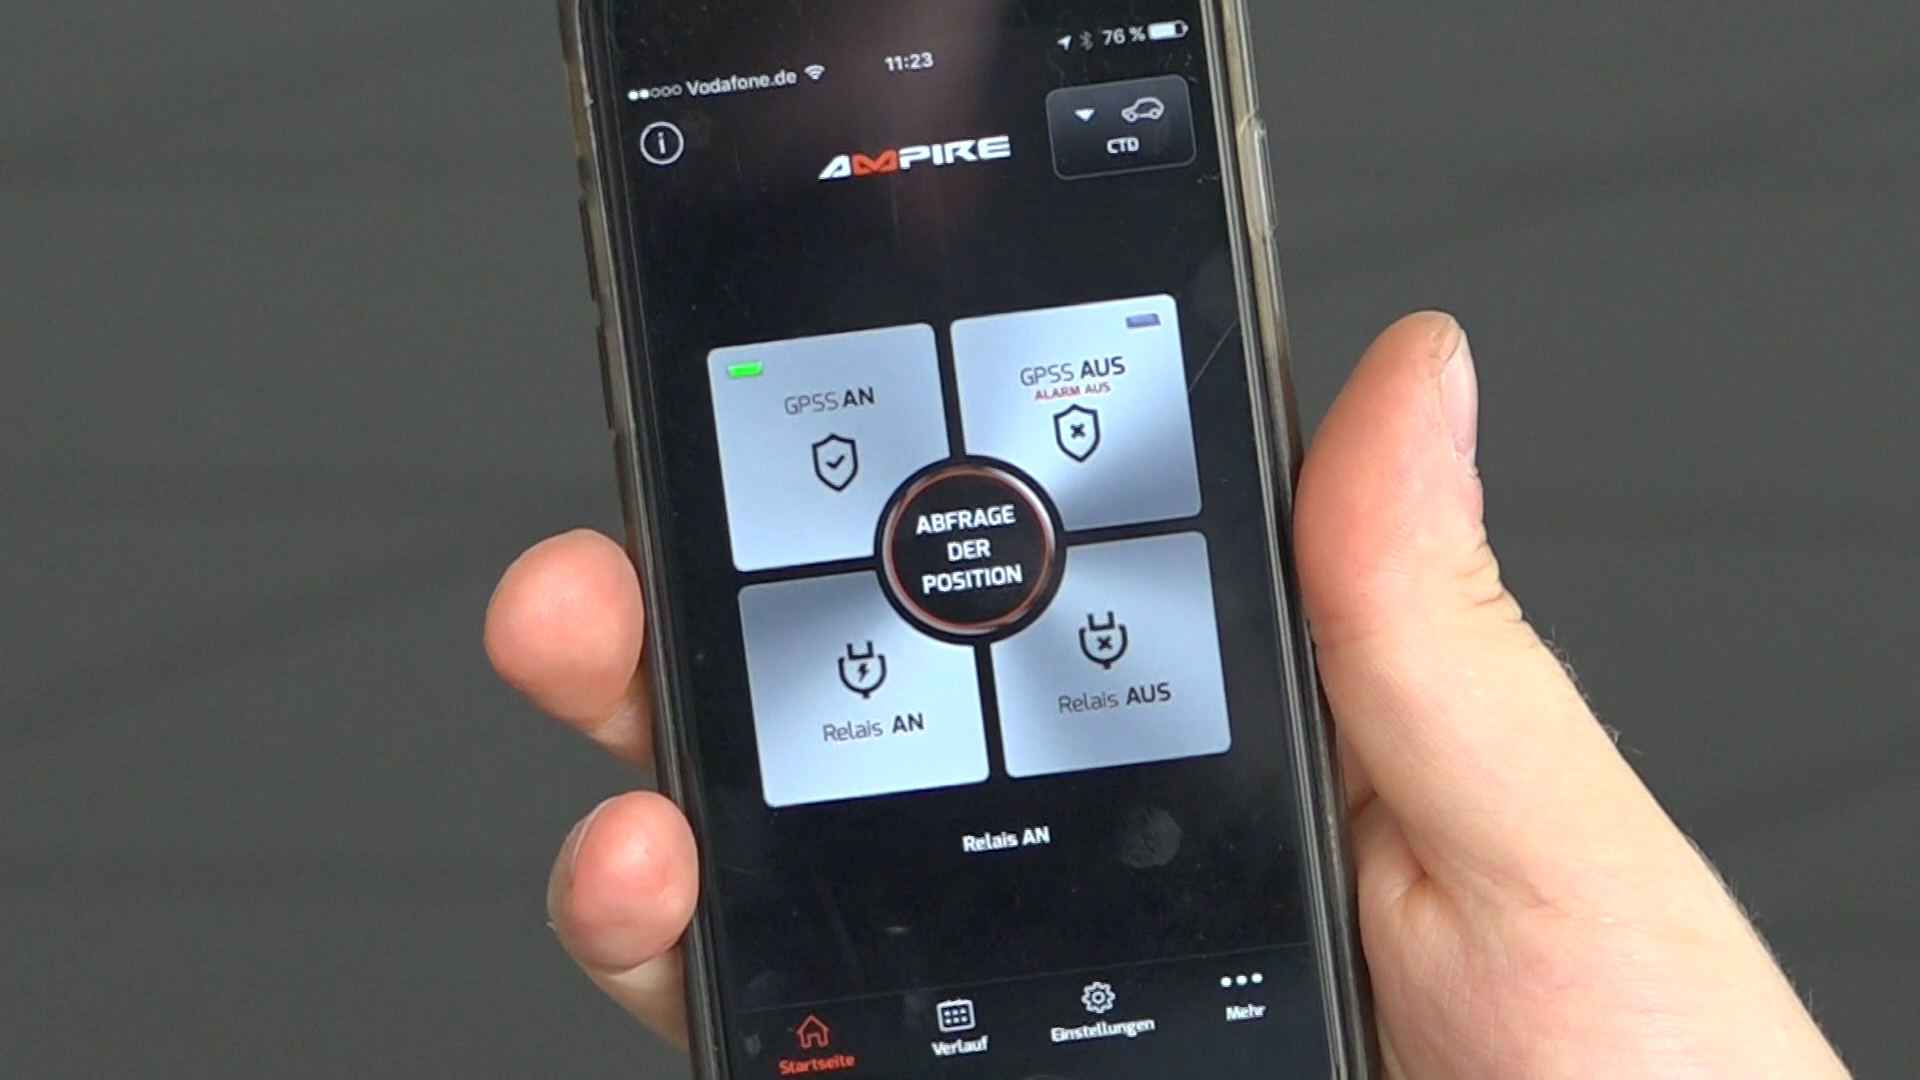 Vodafone.de
11:23
76 %
i
AMPIRE
CTD
GPSS AN
GPSS AUS
ALARM AUS
ABFRAGE
DER
POSITION
Relais AN
Relais AUS
Relais AN
Startseite
Verlauf
Einstellungen
Mehr